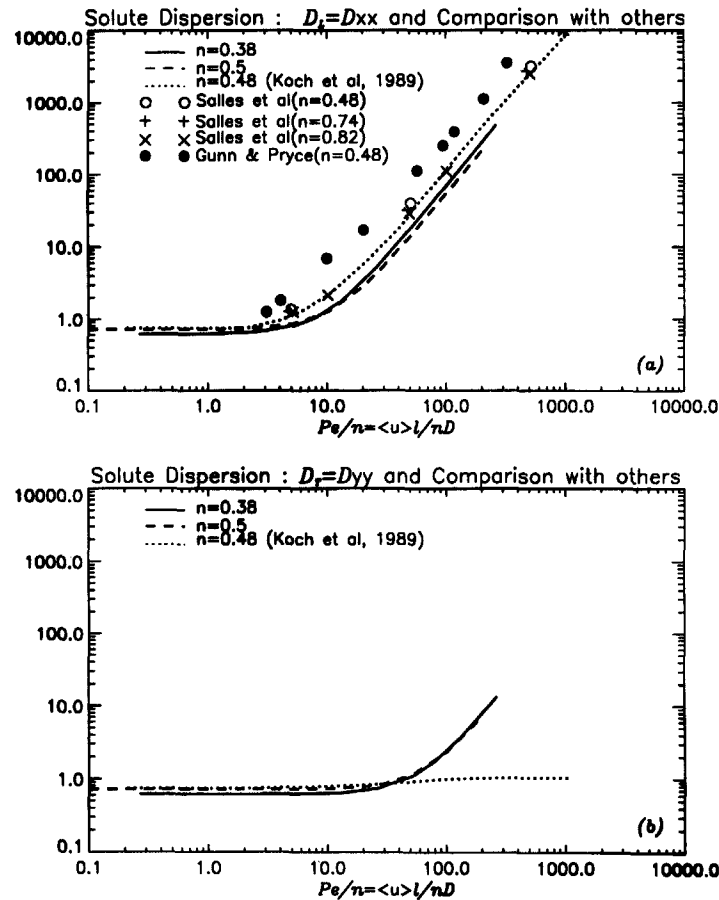 Solute Dispersion : D_L=Dxx and Comparison with others
10000.0
1000.0
100.0
10.0
1.0
0.1
n=0.38
n=0.5
n=0.48 (Koch et al, 1989)
Salles et al(n=0.48)
Salles et al(n=0.74)
Salles et al(n=0.82)
Gunn & Pryce(n=0.48)
(a)
0.1 1.0 10.0 100.0 1000.0 10000.0
Pe/n=<u>l/nD
Solute Dispersion : D_T=Dyy and Comparison with others
10000.0
1000.0
100.0
10.0
1.0
0.1
n=0.38
n=0.5
n=0.48 (Koch et al, 1989)
(b)
0.1 1.0 10.0 100.0 1000.0 10000.0
Pe/n=<u>l/nD